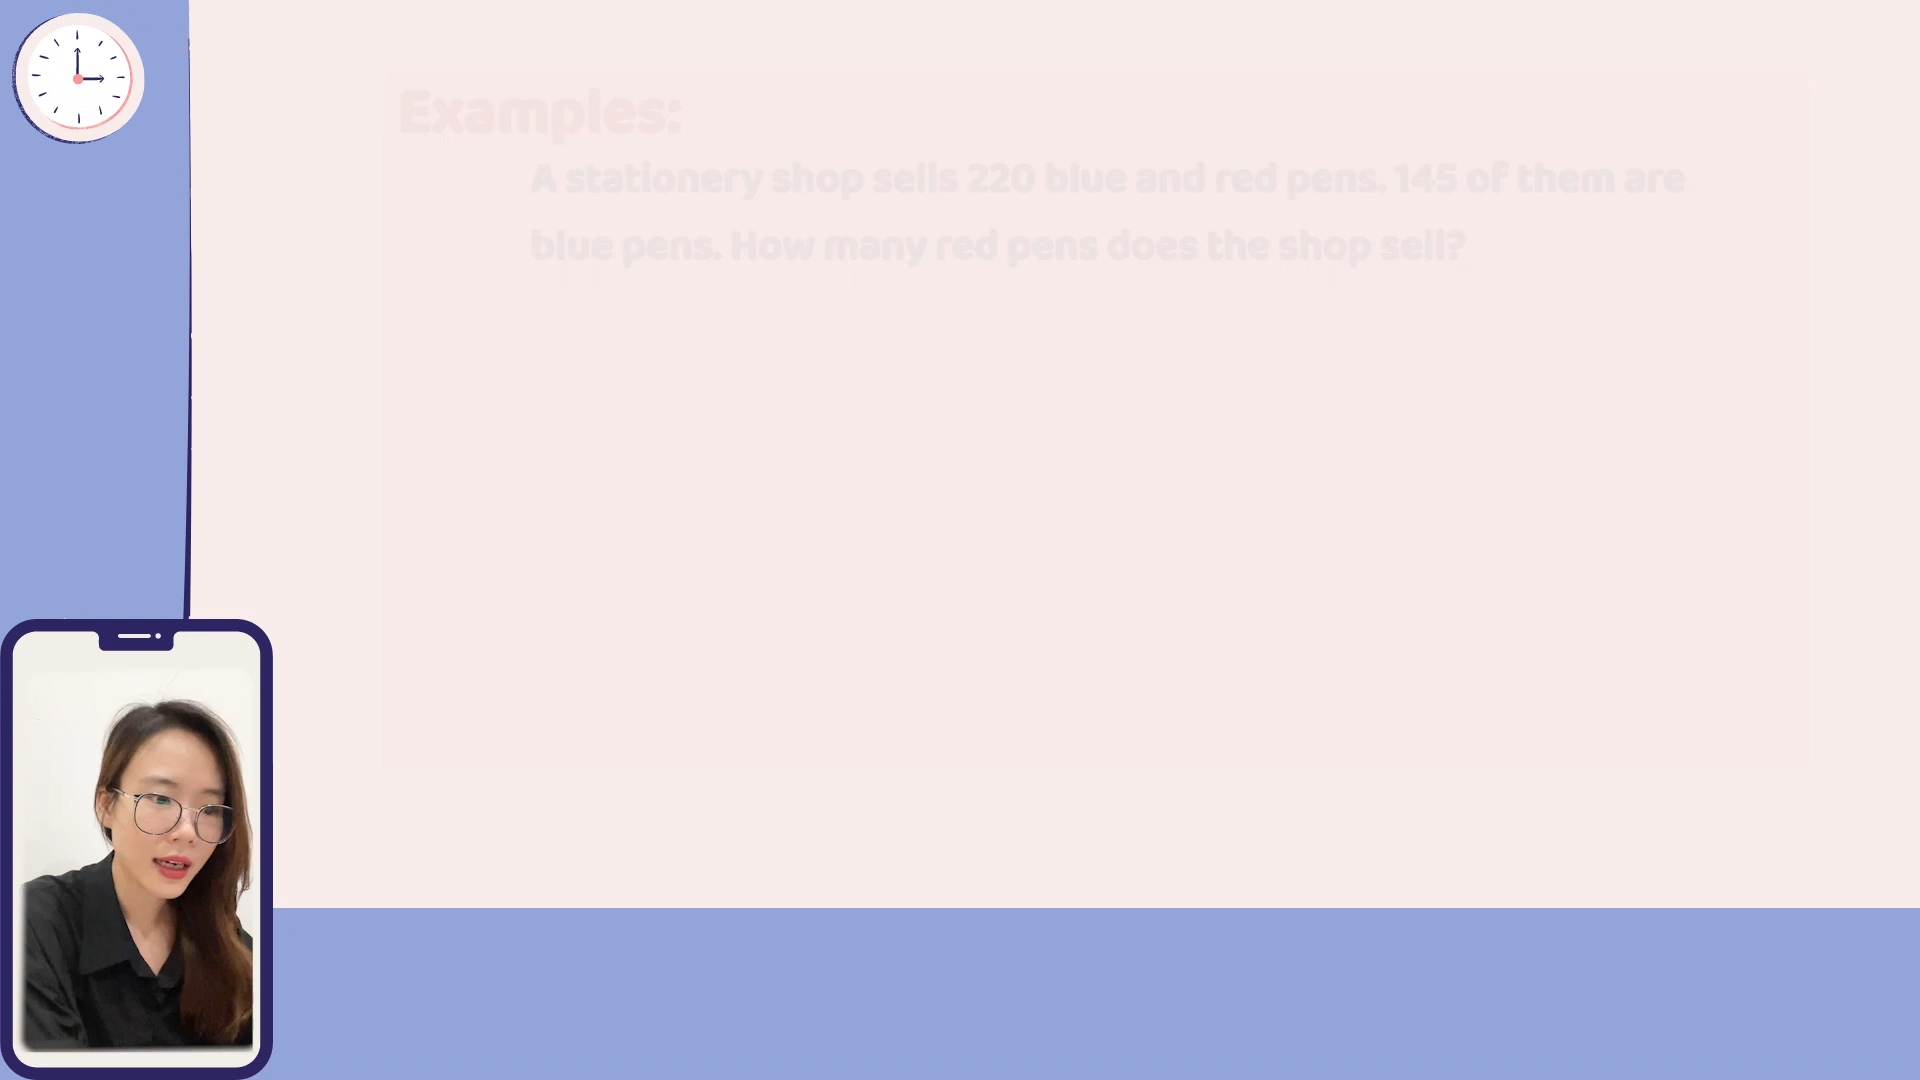 Examples:
A stationery shop sells 220 blue and red pens. 145 of them are
blue pens. How many red pens does the shop sell?